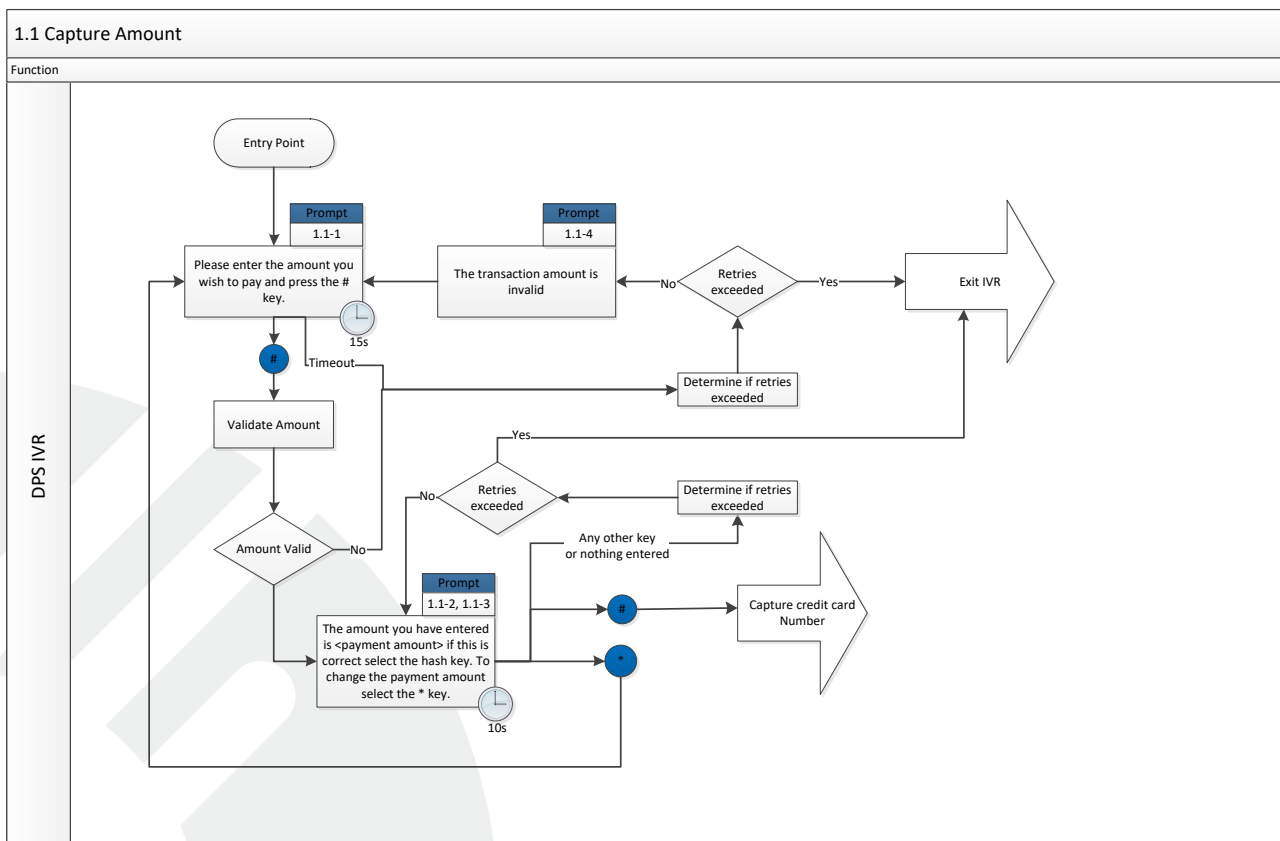 1.1 Capture Amount
Function
DPS IVR
Entry Point
Prompt
1.1-1
Please enter the amount you
wish to pay and press the #
key.
15s
Prompt
1.1-4
The transaction amount is
invalid
No
Retries
exceeded
Yes
Exit IVR
#
Timeout
Determine if retries
exceeded
Validate Amount
Yes
Amount Valid
No
No
Retries
exceeded
Determine if retries
exceeded
Any other key
or nothing entered
Prompt
1.1-2, 1.1-3
The amount you have entered
is <payment amount> if this is
correct select the hash key. To
change the payment amount
select the * key.
10s
#
*
Capture credit card
Number